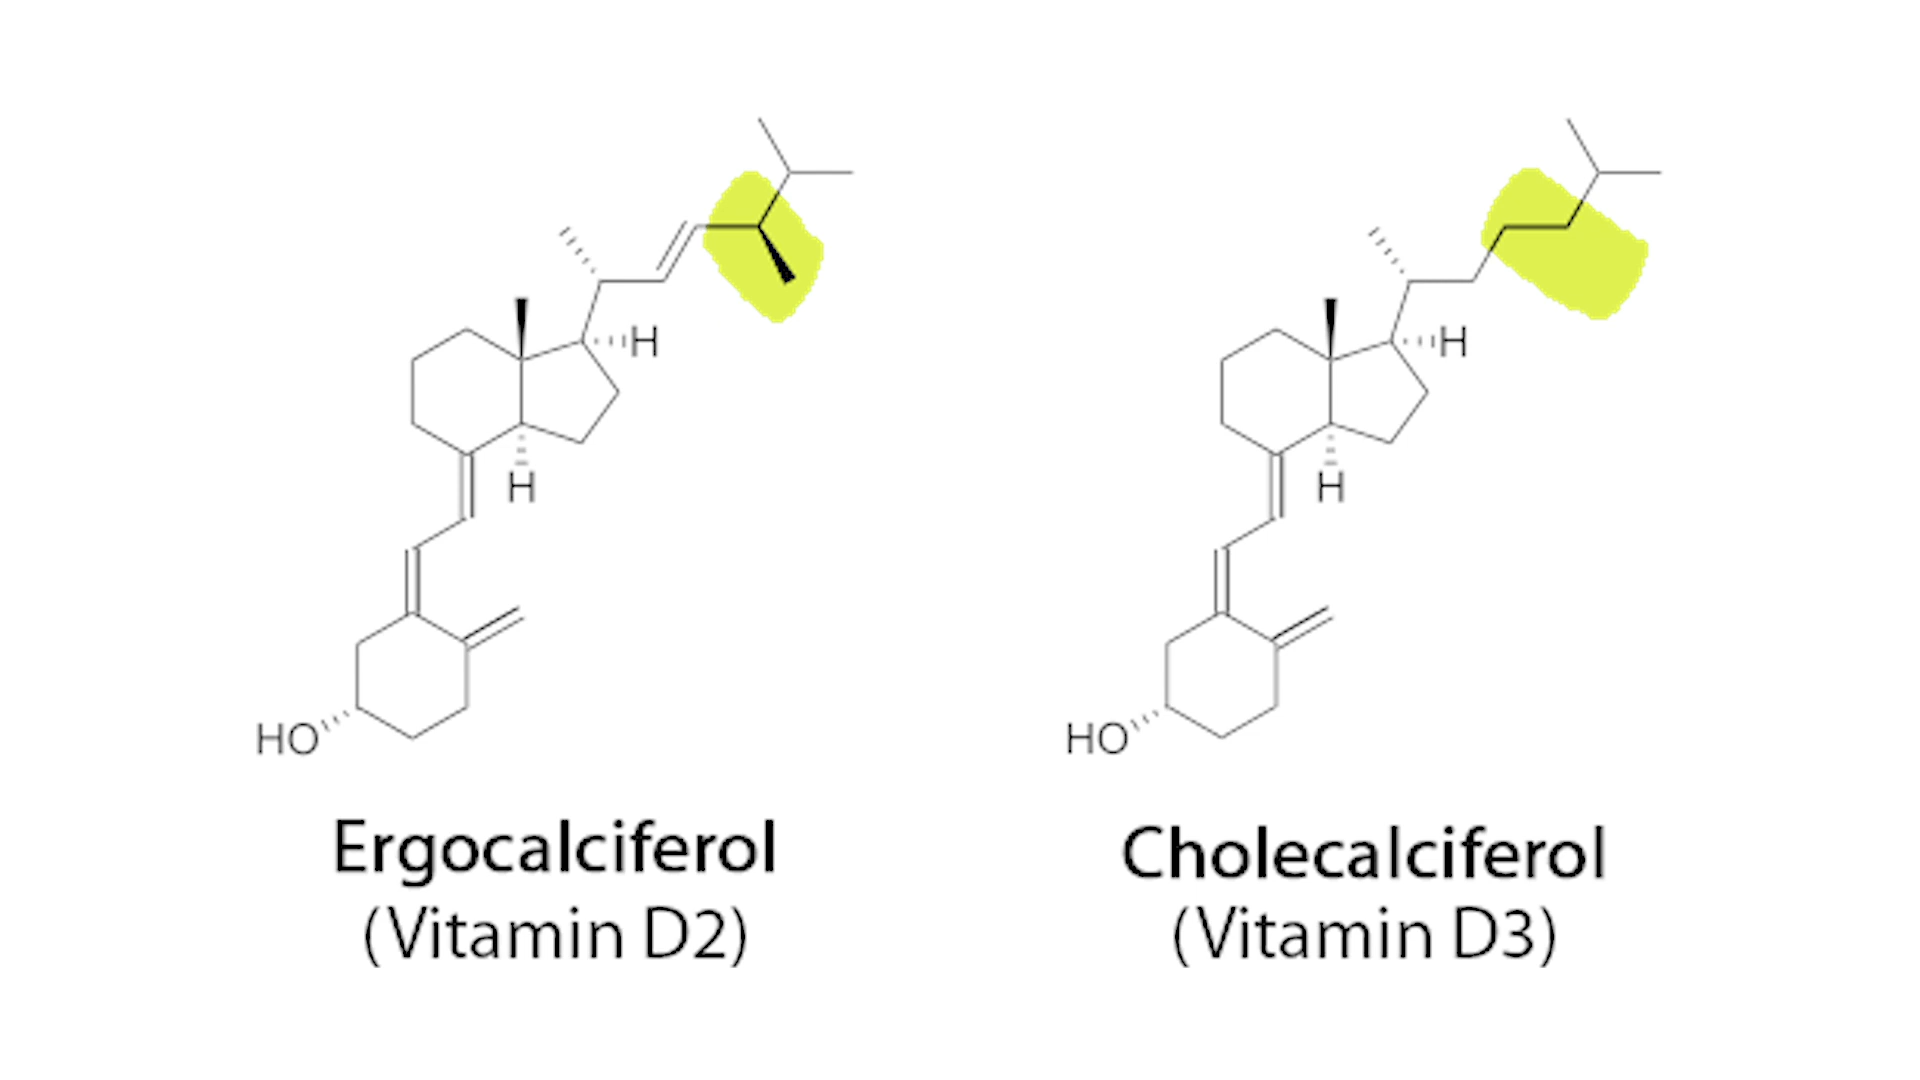 H
H
HO
Ergocalciferol
(Vitamin D2)
H
H
HO
Cholecalciferol
(Vitamin D3)